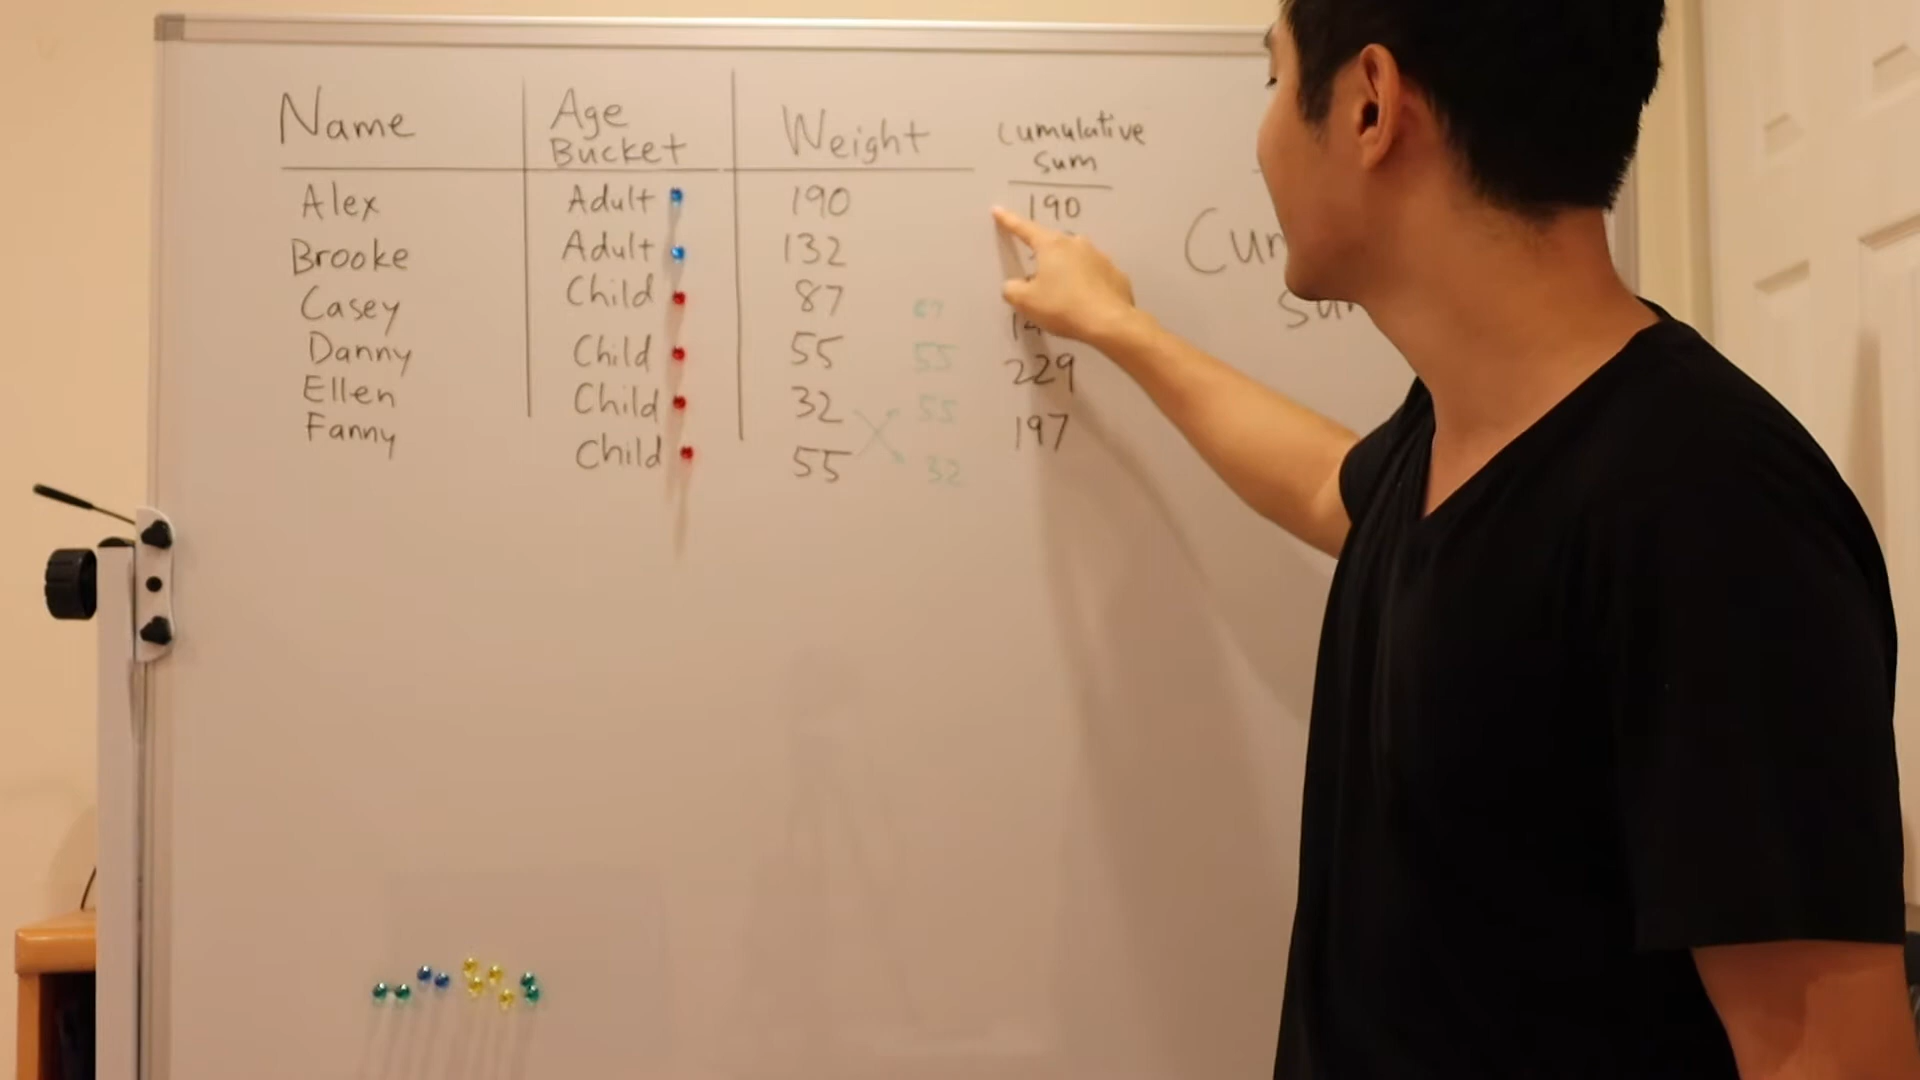 Name Age Bucket Weight cumulative sum
Alex Adult 190 190
Brooke Adult 132
Casey Child 87 87
Danny Child 55 55 229
Ellen Child 32 55 197
Fanny Child 55 32